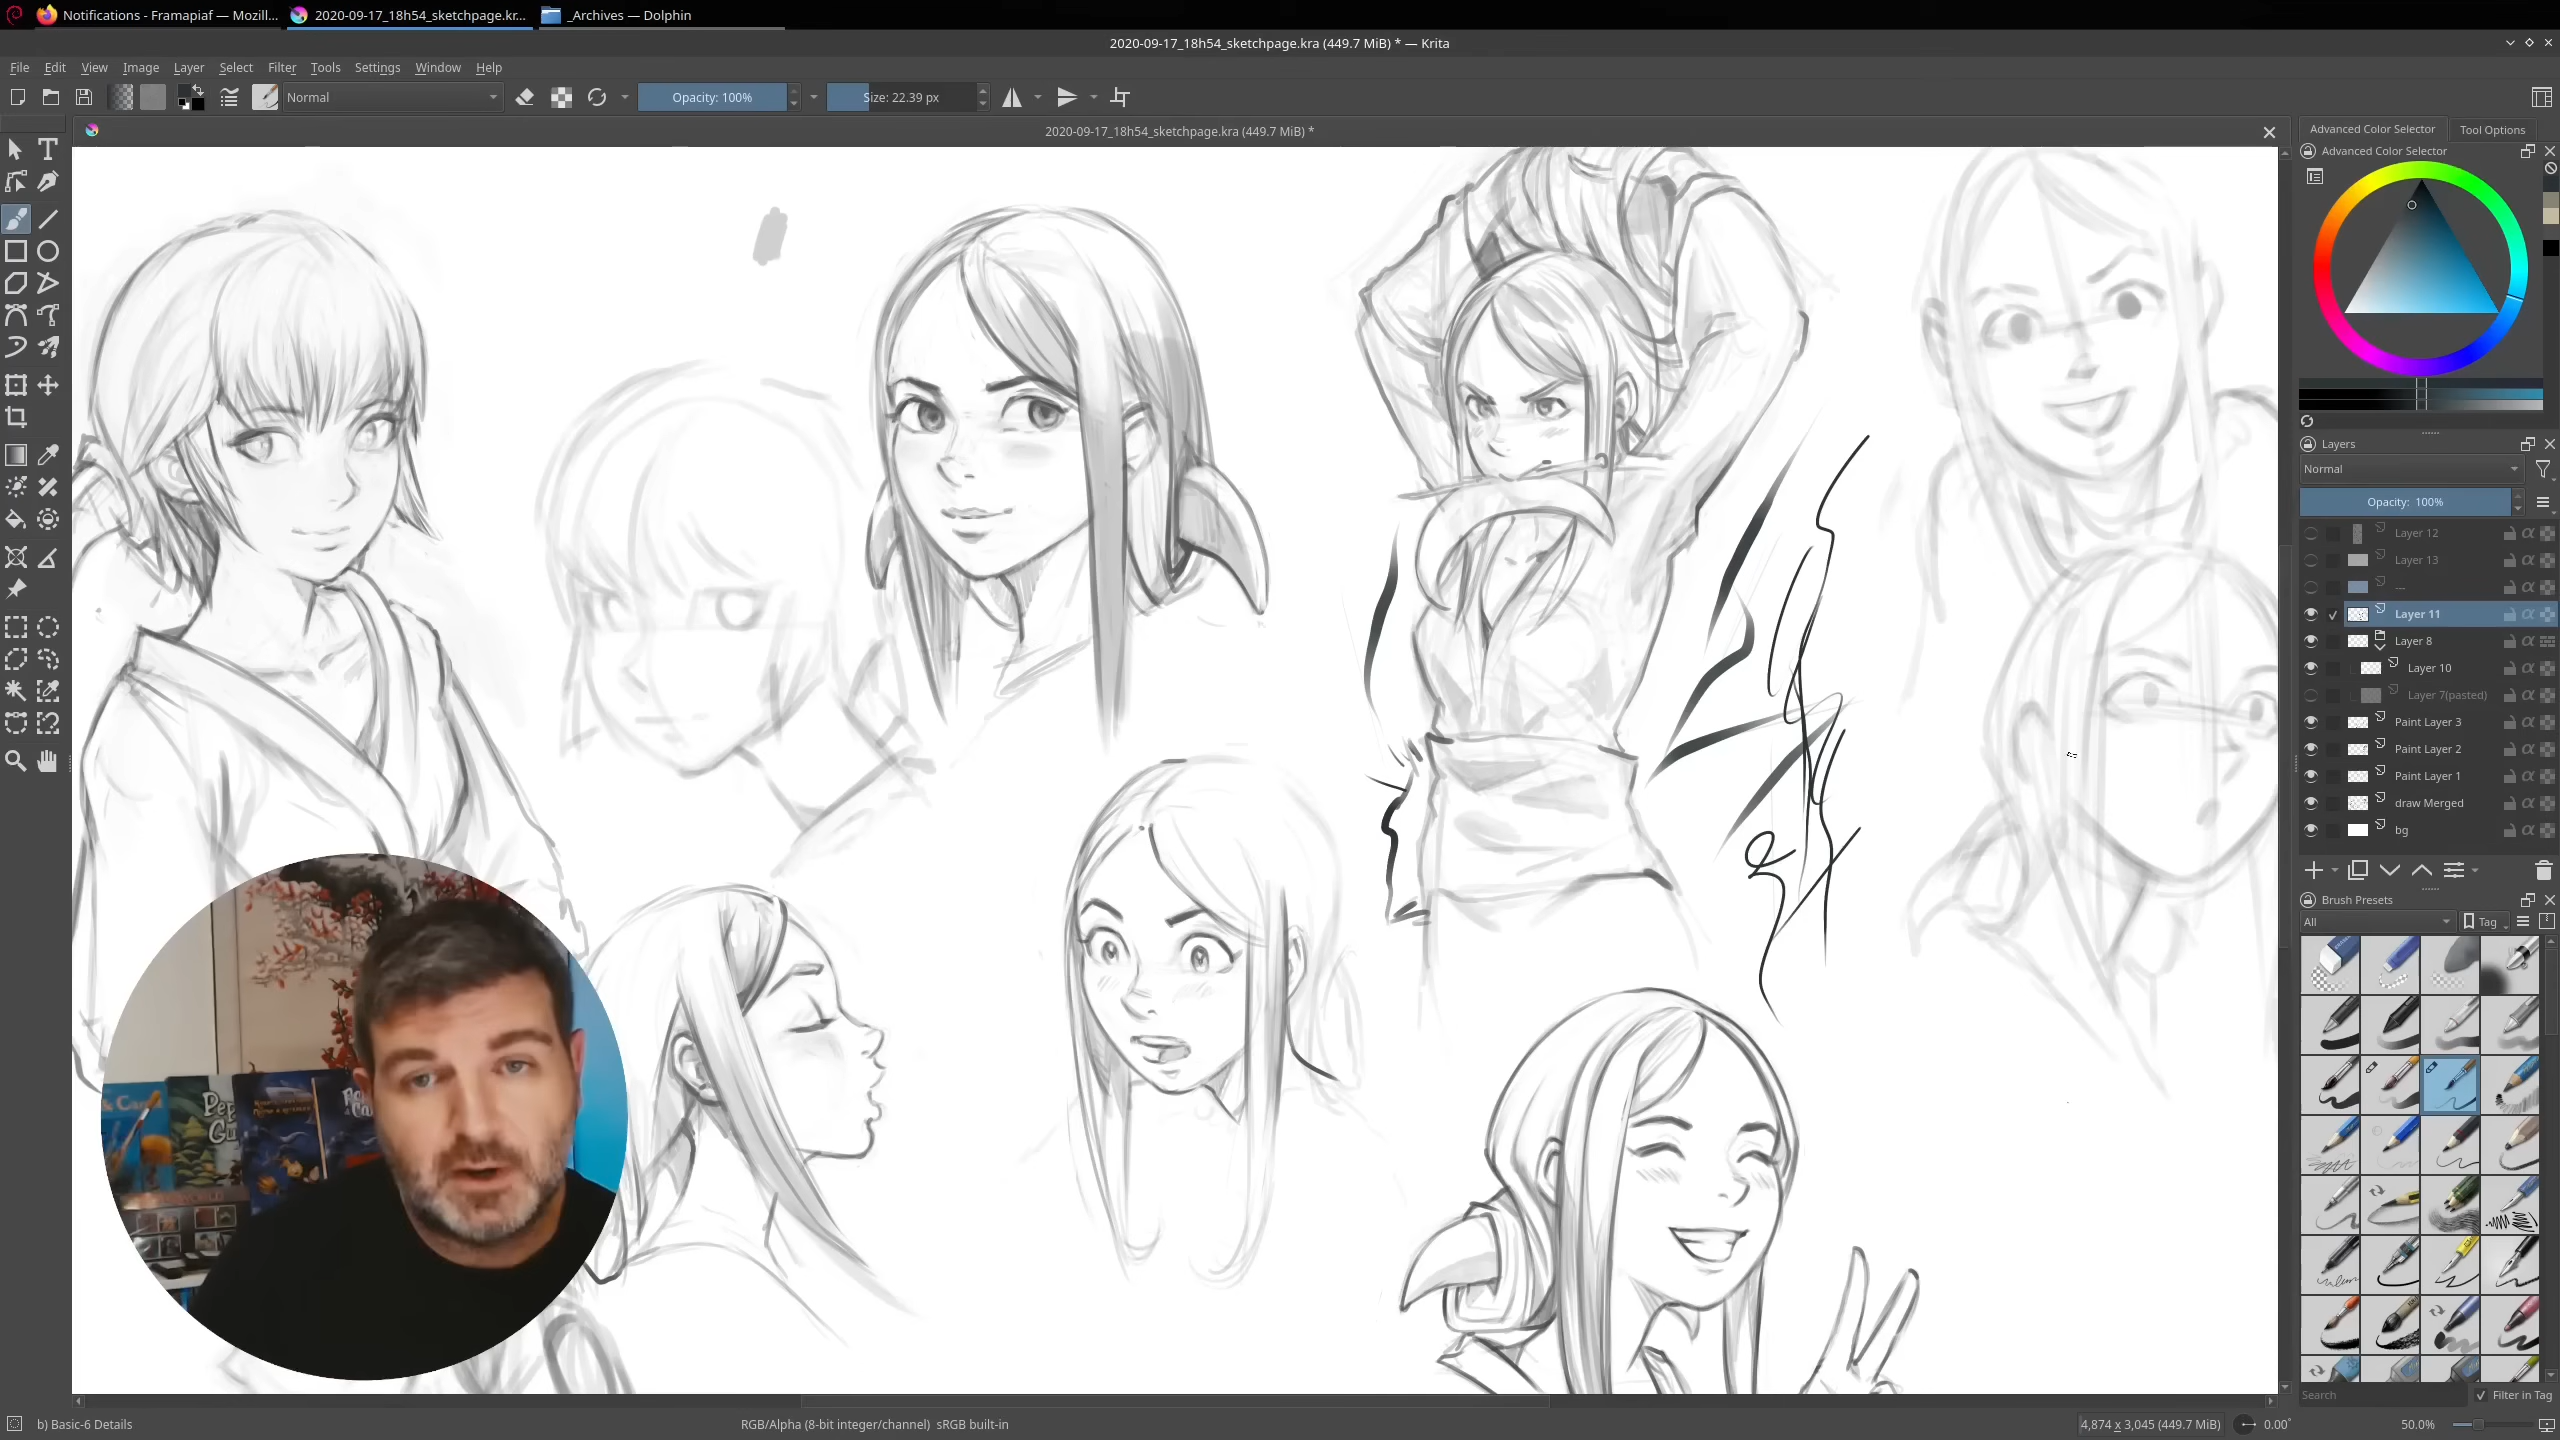 Notifications - Framapiaf — Mozill...
2020-09-17_18h54_sketchpage.kr...
_Archives — Dolphin
2020-09-17_18h54_sketchpage.kra (449.7 MiB) * — Krita
File Edit View Image Layer Select Filter Tools Settings Window Help
Normal
Opacity: 100%
Size: 22.39 px
2020-09-17_18h54_sketchpage.kra (449.7 MiB) *
Advanced Color Selector
Tool Options
Advanced Color Selector
Layers
Normal
Opacity: 100%
Layer 12
Layer 13
...
Layer 11
Layer 8
Layer 10
Layer 7(pasted)
Paint Layer 3
Paint Layer 2
Paint Layer 1
draw Merged
bg
Brush Presets
All
Tag
Search
Filter in Tag
b) Basic-6 Details
RGB/Alpha (8-bit integer/channel) sRGB built-in
4,874 x 3,045 (449.7 MiB)
0.00°
50.0%